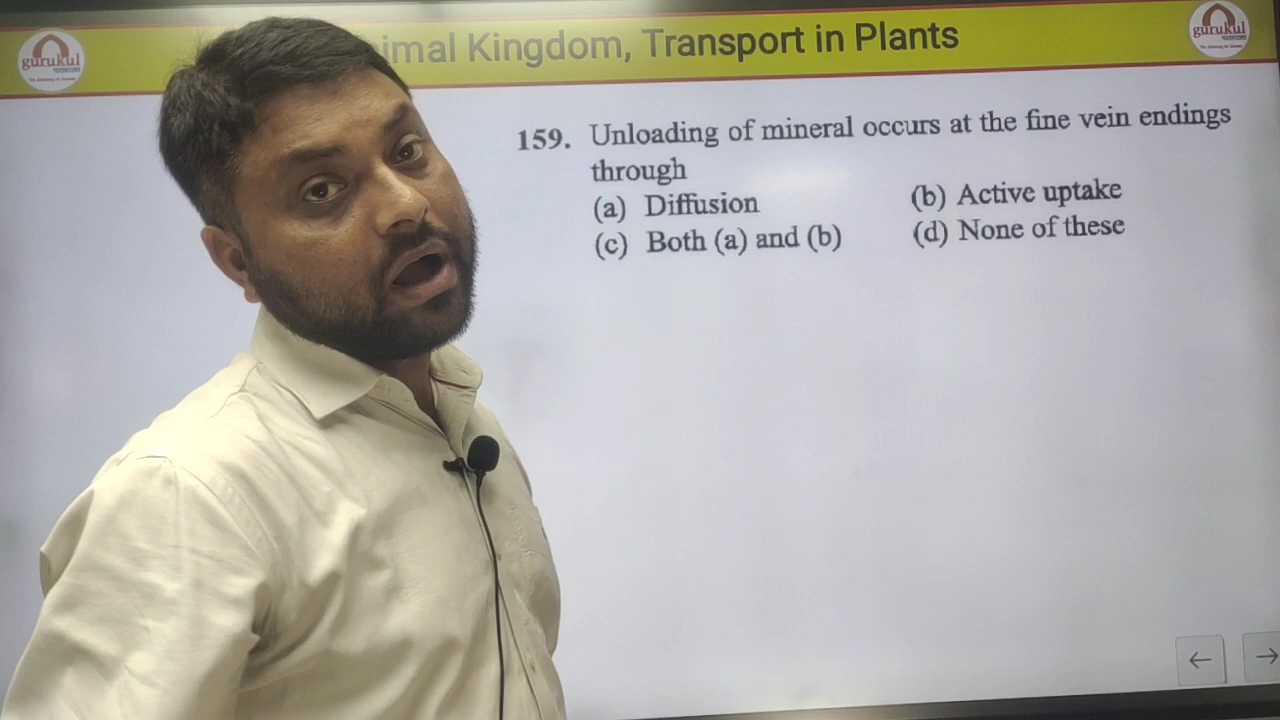 gurukul
imal Kingdom, Transport in Plants
gurukul
159. Unloading of mineral occurs at the fine vein endings
through
(a) Diffusion (b) Active uptake
(c) Both (a) and (b) (d) None of these